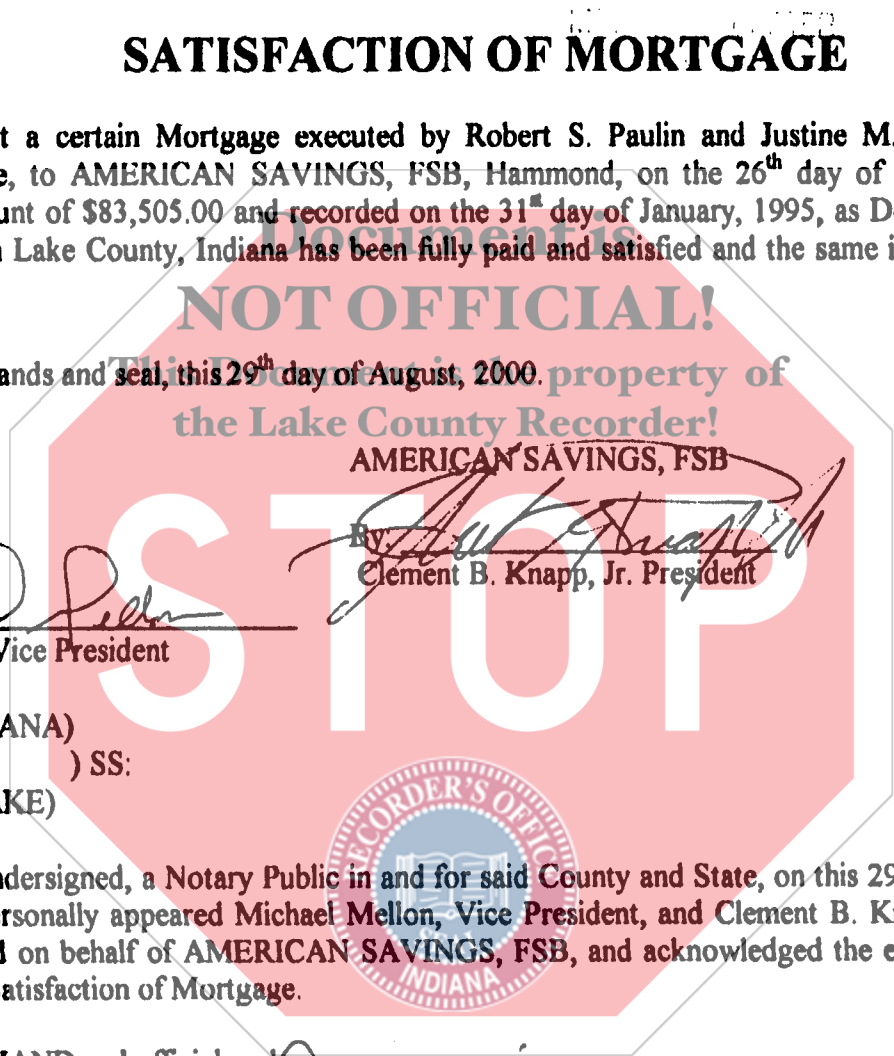 SATISFACTION OF MORTGAGE
t a certain Mortgage executed by Robert S. Paulin and Justine M.
e, to AMERICAN SAVINGS, FSB, Hammond, on the 26th day of
unt of $83,505.00 and recorded on the 31st day of January, 1995, as D
n Lake County, Indiana has been fully paid and satisfied and the same i
Document is
NOT OFFICIAL!
ands and seal, this 29th day of August, 2000.
This Document is the property of
the Lake County Recorder!
AMERICAN SAVINGS, FSB
STOP
By
Clement B. Knapp, Jr. President
Vice President
ANA)
) SS:
AKE)
RECORDER'S OFFICE
SEAL
INDIANA
ndersigned, a Notary Public in and for said County and State, on this 29
ersonally appeared Michael Mellon, Vice President, and Clement B. K
d on behalf of AMERICAN SAVINGS, FSB, and acknowledged the e
atisfaction of Mortgage.